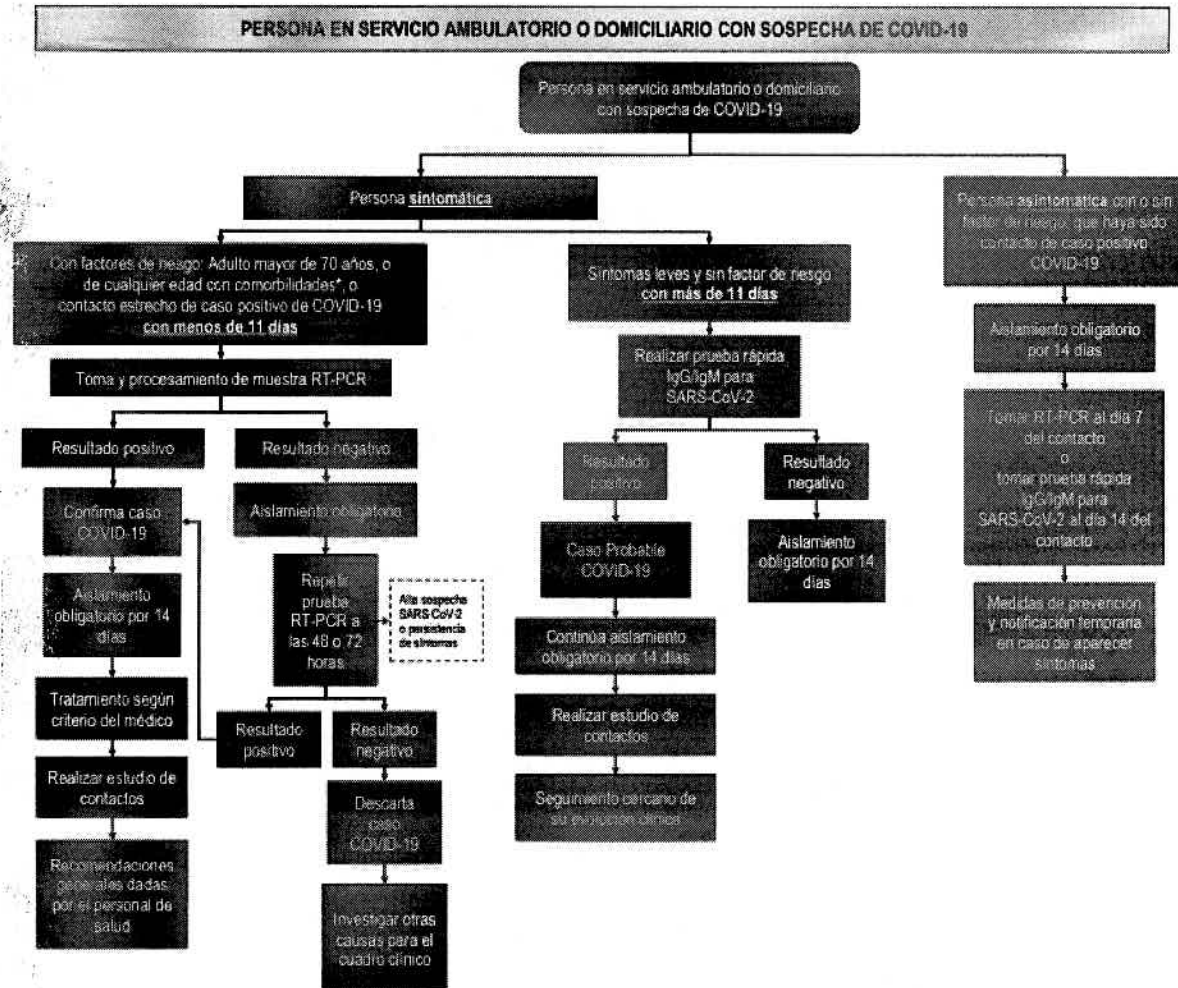 PERSONA EN SERVICIO AMBULATORIO O DOMICILIARIO CON SOSPECHA DE COVID-19
Persona en servicio ambulatorio o domiciliario
con sospecha de COVID-19
Persona sintomática
Con factores de riesgo: Adulto mayor de 70 años, o
de cualquier edad con comorbilidades*, o
contacto estrecho de caso positivo de COVID-19
con menos de 11 días
Toma y procesamiento de muestra RT-PCR
Resultado positivo
Confirma caso
COVID-19
Aislamiento
obligatorio por 14
días
Tratamiento según
criterio del médico
Realizar estudio de
contactos
Recomendaciones
generales dadas
por el personal de
salud
Resultado negativo
Aislamiento obligatorio
Repetir
prueba
RT-PCR a
las 48 o 72
horas
Alta sospecha
SARS-CoV-2
o persistencia
de síntomas
Resultado
positivo
Resultado
negativo
Descarta
caso
COVID-19
Investigar otras
causas para el
cuadro clínico
Síntomas leves y sin factor de riesgo
con más de 11 días
Realizar prueba rápida
IgG/IgM para
SARS-CoV-2
Resultado
positivo
Caso Probable
COVID-19
Continúa aislamiento
obligatorio por 14 días
Realizar estudio de
contactos
Seguimiento cercano de
su evolución clínica
Resultado
negativo
Aislamiento
obligatorio por 14
días
Persona asintomática con o sin
factor de riesgo, que haya sido
contacto de caso positivo
COVID-19
Aislamiento obligatorio
por 14 días
Tomar RT-PCR al día 7
del contacto
o
tomar prueba rápida
IgG/IgM para
SARS-CoV-2 al día 14 del
contacto
Medidas de prevención
y notificación temprana
en caso de aparecer
síntomas